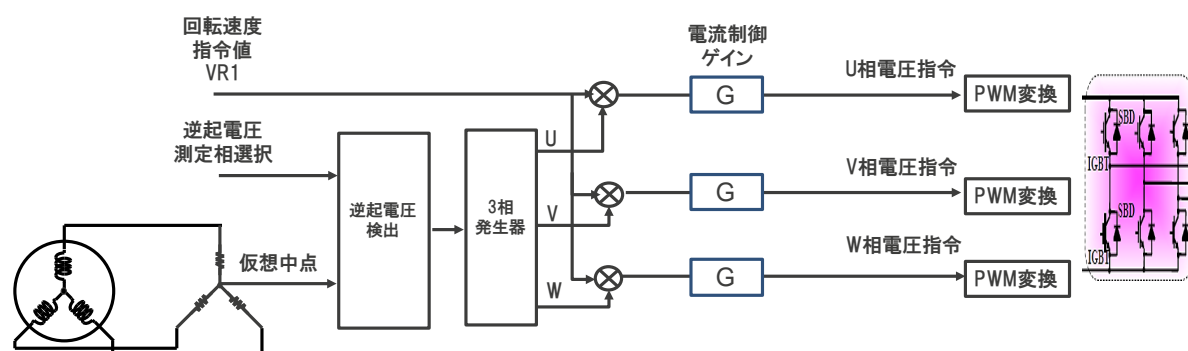 回転速度
指令値
VR1
逆起電圧
測定相選択
仮想中点
逆起電圧
検出
3相
発生器
U
V
W
電流制御
ゲイン
G
G
G
U相電圧指令
V相電圧指令
W相電圧指令
PWM変換
PWM変換
PWM変換
SBD
IGBT
SBD
IGBT